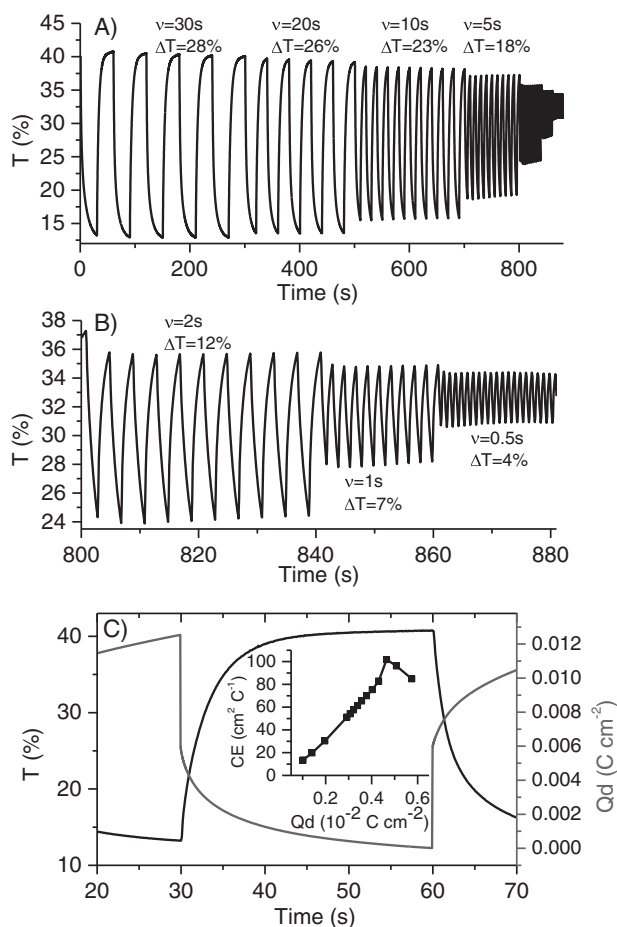 A)
ν=30s ν=20s ν=10s ν=5s
ΔT=28% ΔT=26% ΔT=23% ΔT=18%
45
40
35
30
25
20
15
T (%)
0 200 400 600 800
Time (s)
B)
ν=2s
ΔT=12%
38
36
34
32
30
28
26
24
T (%)
ν=0.5s
ΔT=4%
ν=1s
ΔT=7%
800 820 840 860 880
Time (s)
C)
40
30
20
10
T (%)
100
80
60
40
20
0
CE (cm² C⁻¹)
0.2 0.4 0.6
Qd (10⁻² C cm⁻²)
0.012
0.010
0.008
0.006
0.004
0.002
0.000
Qd (C cm⁻²)
20 30 40 50 60 70
Time (s)